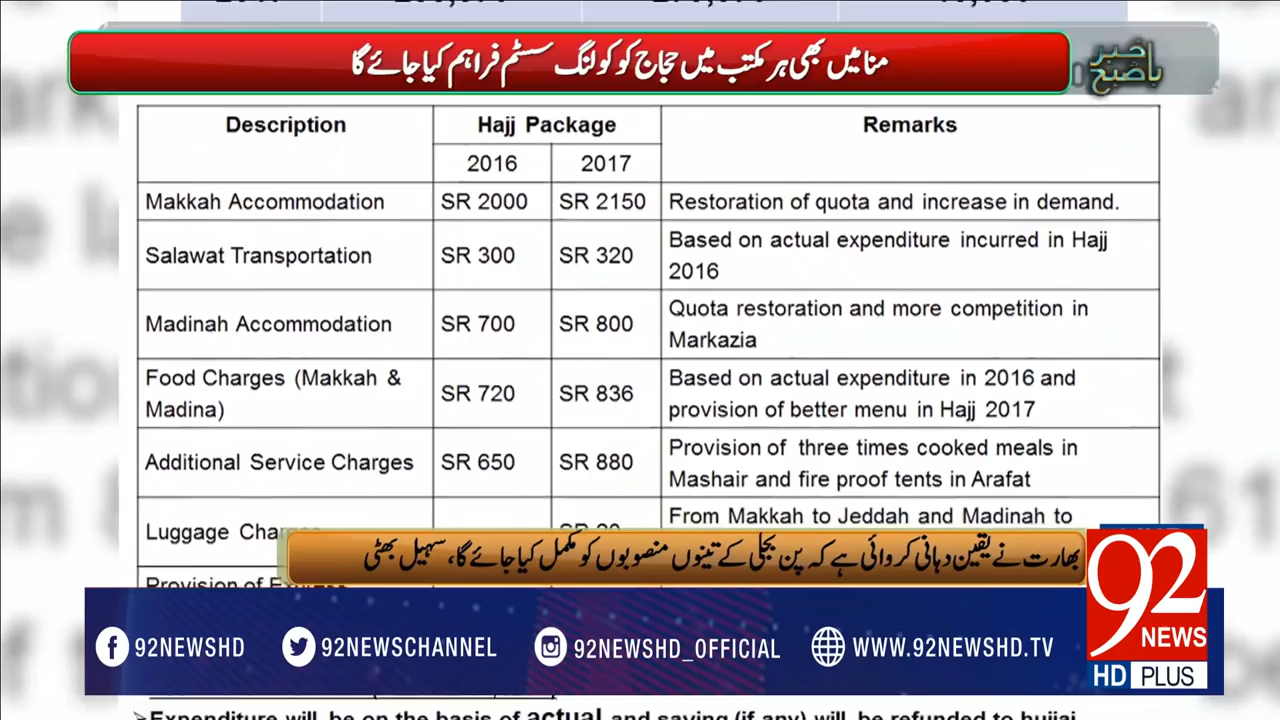 منا میں بھی ہر مکتب میں حجاج کو کولنگ سسٹم فراہم کیا جائے گا
باخبر صبح
Description Hajj Package Remarks
2016 2017
Makkah Accommodation SR 2000 SR 2150 Restoration of quota and increase in demand.
Salawat Transportation SR 300 SR 320 Based on actual expenditure incurred in Hajj
2016
Madinah Accommodation SR 700 SR 800 Quota restoration and more competition in
Markazia
Food Charges (Makkah &
Madina) SR 720 SR 836 Based on actual expenditure in 2016 and
provision of better menu in Hajj 2017
Additional Service Charges SR 650 SR 880 Provision of three times cooked meals in
Mashair and fire proof tents in Arafat
Luggage From Makkah to Jeddah and Madinah to
بھارت نے یقین دہانی کروائی ہے کہ پن بجلی کے تینوں منصوبوں کو مکمل کیا جائے گا، سہیل بھٹی
Provision of
92 NEWS
HD PLUS
92NEWSHD 92NEWSCHANNEL 92NEWSHD_OFFICIAL WWW.92NEWSHD.TV
Expenditure will be on the basis of actual and saving (if any) will be refunded to hujjaj